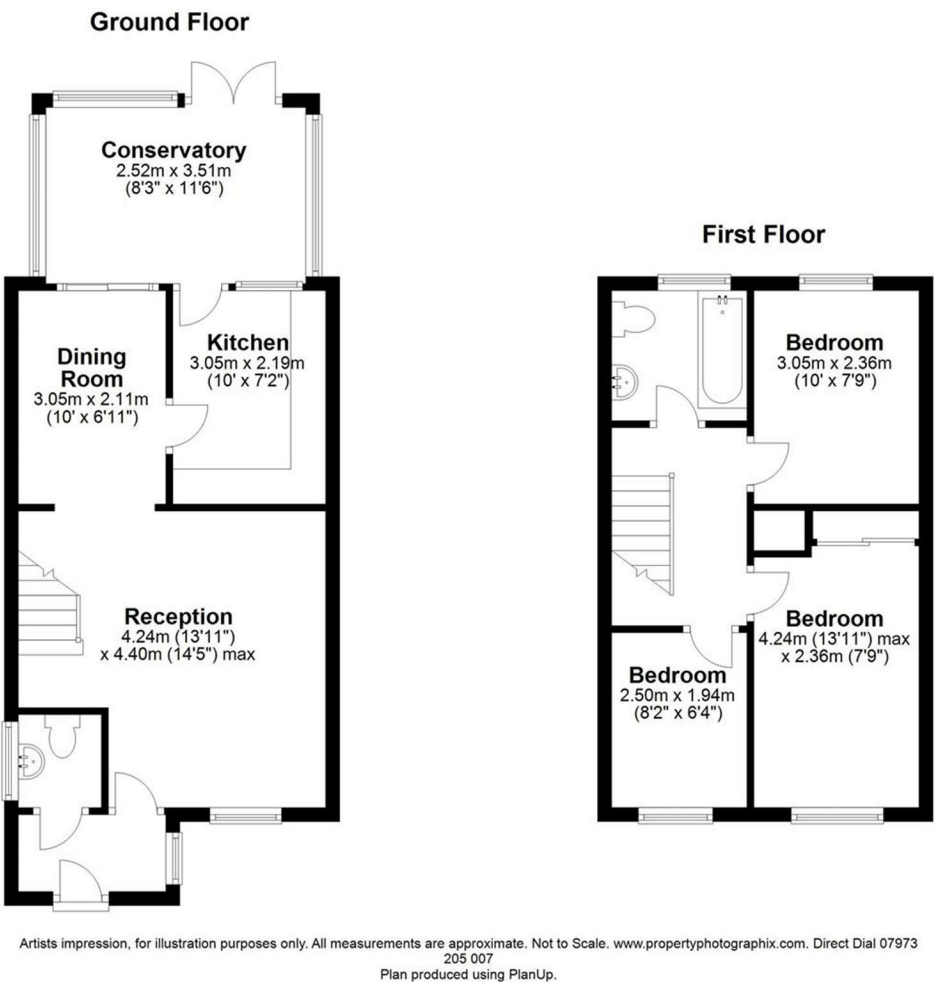 Ground Floor
Conservatory
2.52m x 3.51m
(8'3" x 11'6")
Dining
Room
3.05m x 2.11m
(10' x 6'11")
Kitchen
3.05m x 2.19m
(10' x 7'2")
Reception
4.24m (13'11")
x 4.40m (14'5") max
First Floor
Bedroom
3.05m x 2.36m
(10' x 7'9")
Bedroom
4.24m (13'11") max
x 2.36m (7'9")
Bedroom
2.50m x 1.94m
(8'2" x 6'4")
Artists impression, for illustration purposes only. All measurements are approximate. Not to Scale. www.propertyphotographix.com. Direct Dial 07973
205 007
Plan produced using PlanUp.